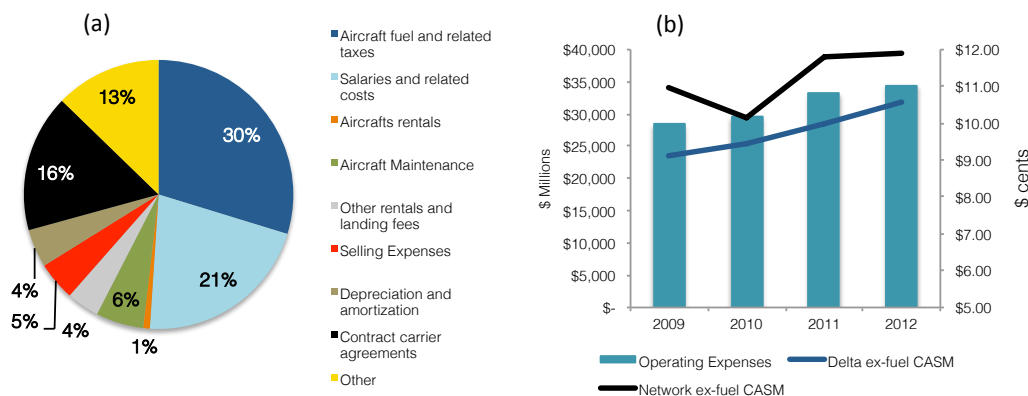 (a)
30%
21%
1%
6%
4%
5%
4%
16%
13%
Aircraft fuel and related
taxes
Salaries and related
costs
Aircrafts rentals
Aircraft Maintenance
Other rentals and
landing fees
Selling Expenses
Depreciation and
amortization
Contract carrier
agreements
Other
(b)
$ Millions
$40,000
$35,000
$30,000
$25,000
$20,000
$15,000
$10,000
$5,000
$-
$12.00
$11.00
$10.00
$9.00
$8.00
$7.00
$6.00
$5.00
$ cents
2009 2010 2011 2012
Operating Expenses Delta ex-fuel CASM
Network ex-fuel CASM